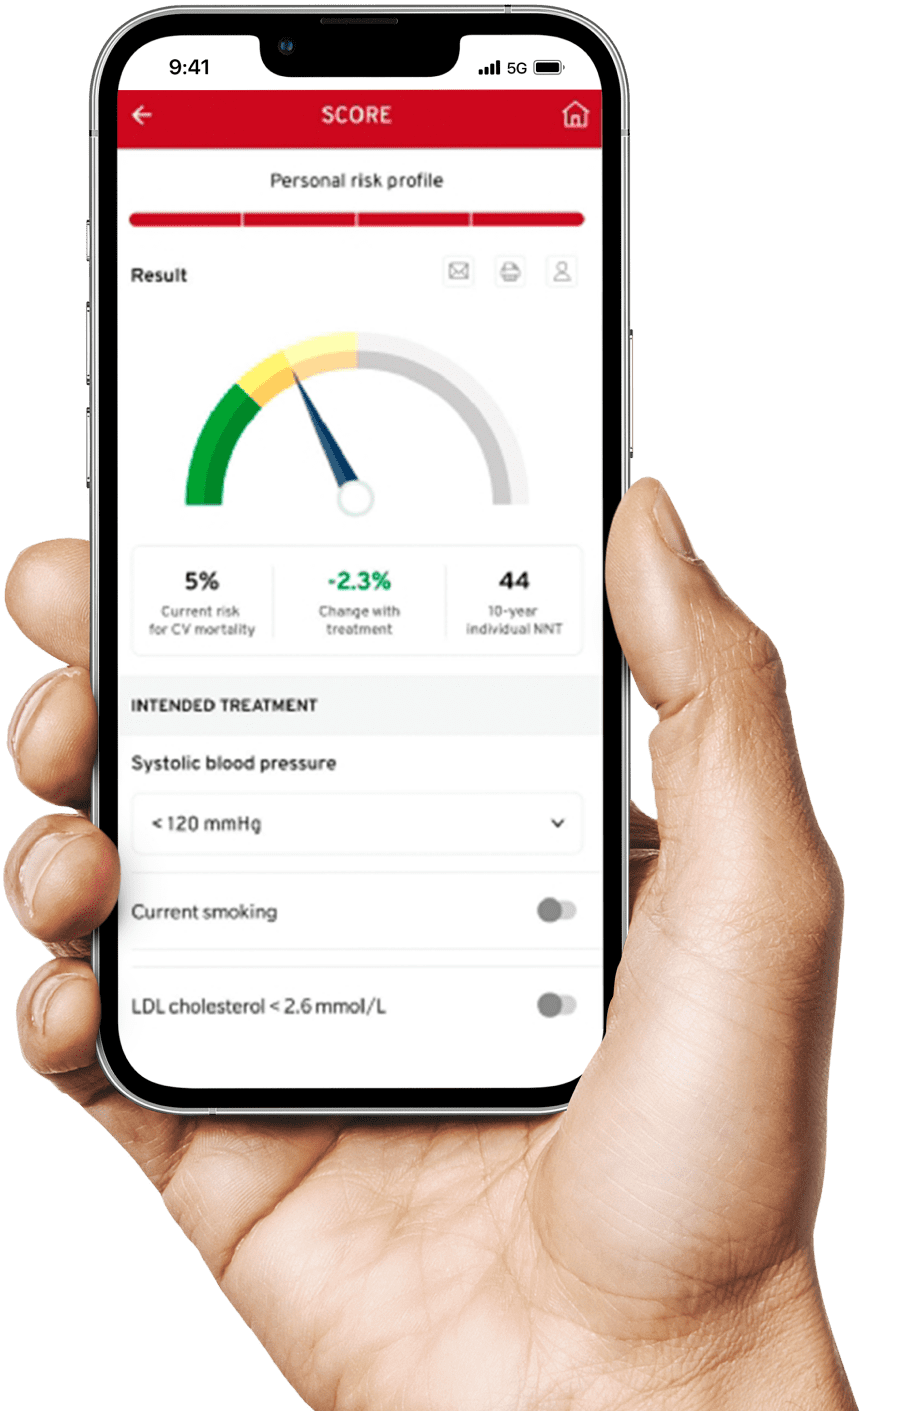 9:41
5G
SCORE
Personal risk profile
Result
5%
Current risk
for CV mortality
-2.3%
Change with
treatment
44
10-year
individual NNT
INTENDED TREATMENT
Systolic blood pressure
<120 mmHg
Current smoking
LDL cholesterol < 2.6 mmol/L